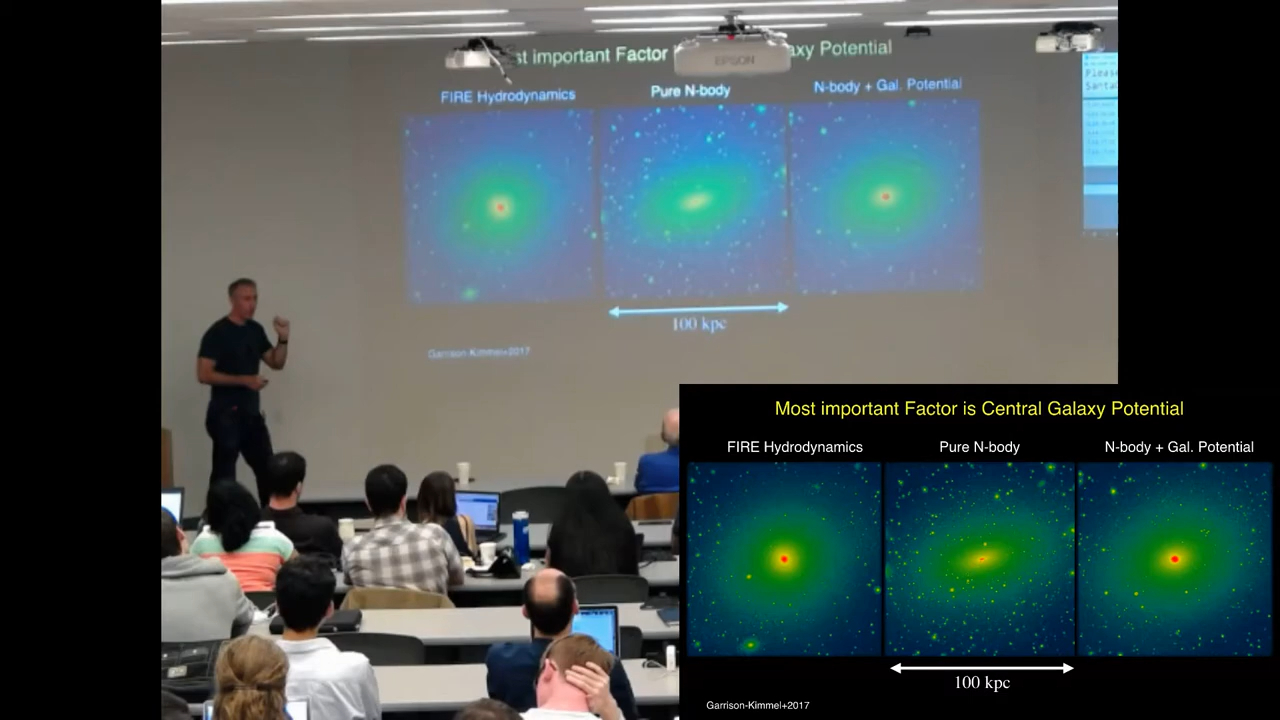 st important Factor
axy Potential
EPSON
FIRE Hydrodynamics
Pure N-body
N-body + Gal. Potential
100 kpc
Garrison-Kimmel+2017
Please
Most important Factor is Central Galaxy Potential
FIRE Hydrodynamics
Pure N-body
N-body + Gal. Potential
100 kpc
Garrison-Kimmel+2017